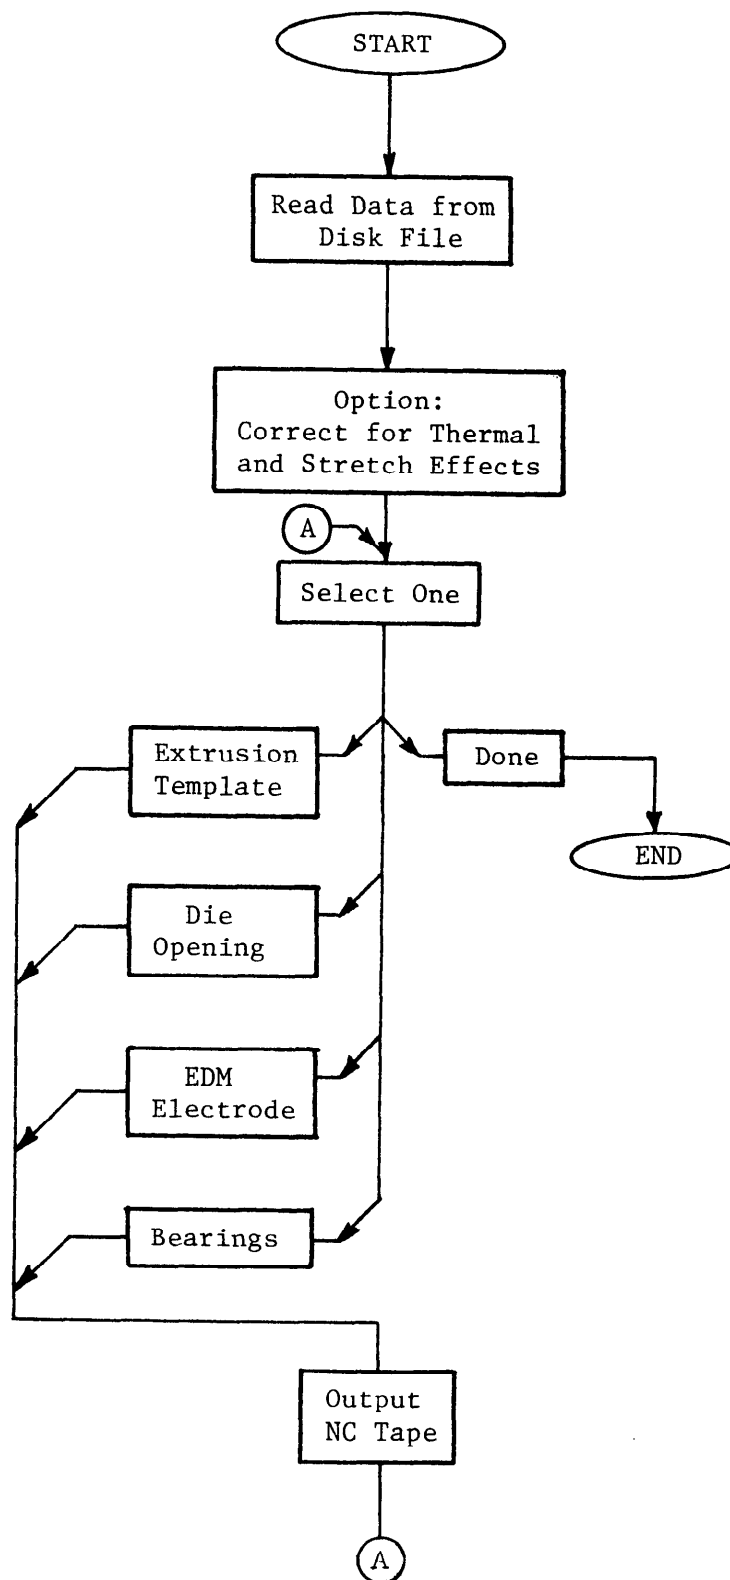 START
Read Data from
Disk File
Option:
Correct for Thermal
and Stretch Effects
A
Select One
Extrusion
Template
Done
END
Die
Opening
EDM
Electrode
Bearings
Output
NC Tape
A